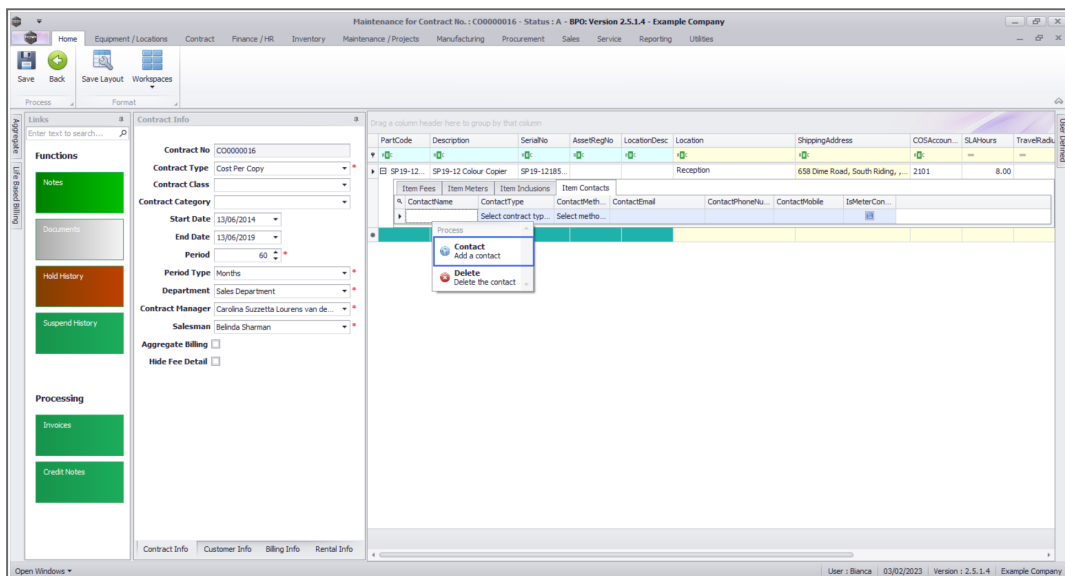 Maintenance for Contract No. : CO0000016 - Status : A - BPO: Version 2.5.1.4 - Example Company
Home Equipment / Locations Contract Finance / HR Inventory Maintenance / Projects Manufacturing Procurement Sales Service Reporting Utilities
Save Back Save Layout Workspaces
Process Format
Links
Enter text to search...
Functions
Notes
Documents
Hold History
Suspend History
Processing
Invoices
Credit Notes
Aggregate
Life Based Billing
Contract Info
Contract No CO0000016
Contract Type Cost Per Copy *
Contract Class
Contract Category
Start Date 13/06/2014
End Date 13/06/2019
Period 60 *
Period Type Months *
Department Sales Department *
Contract Manager Carolina Suzzetta Lourens van de... *
Salesman Belinda Sharman *
Aggregate Billing
Hide Fee Detail
Contract Info Customer Info Billing Info Rental Info
Drag a column header here to group by that column
PartCode Description SerialNo AssetRegNo LocationDesc Location ShippingAddress COSAccoun... SLAHours TravelRadiu
SP19-12... SP19-12 Colour Copier SP19-12185... Reception 658 Dime Road, South Riding, ,... 2101 8.00
Item Fees Item Meters Item Inclusions Item Contacts
ContactName ContactType ContactMeth... ContactEmail ContactPhoneNu... ContactMobile IsMeterCon...
Select contract typ... Select metho...
Process
Contact
Add a contact
Delete
Delete the contact
User Defined
Open Windows
User : Bianca 03/02/2023 Version : 2.5.1.4 Example Company